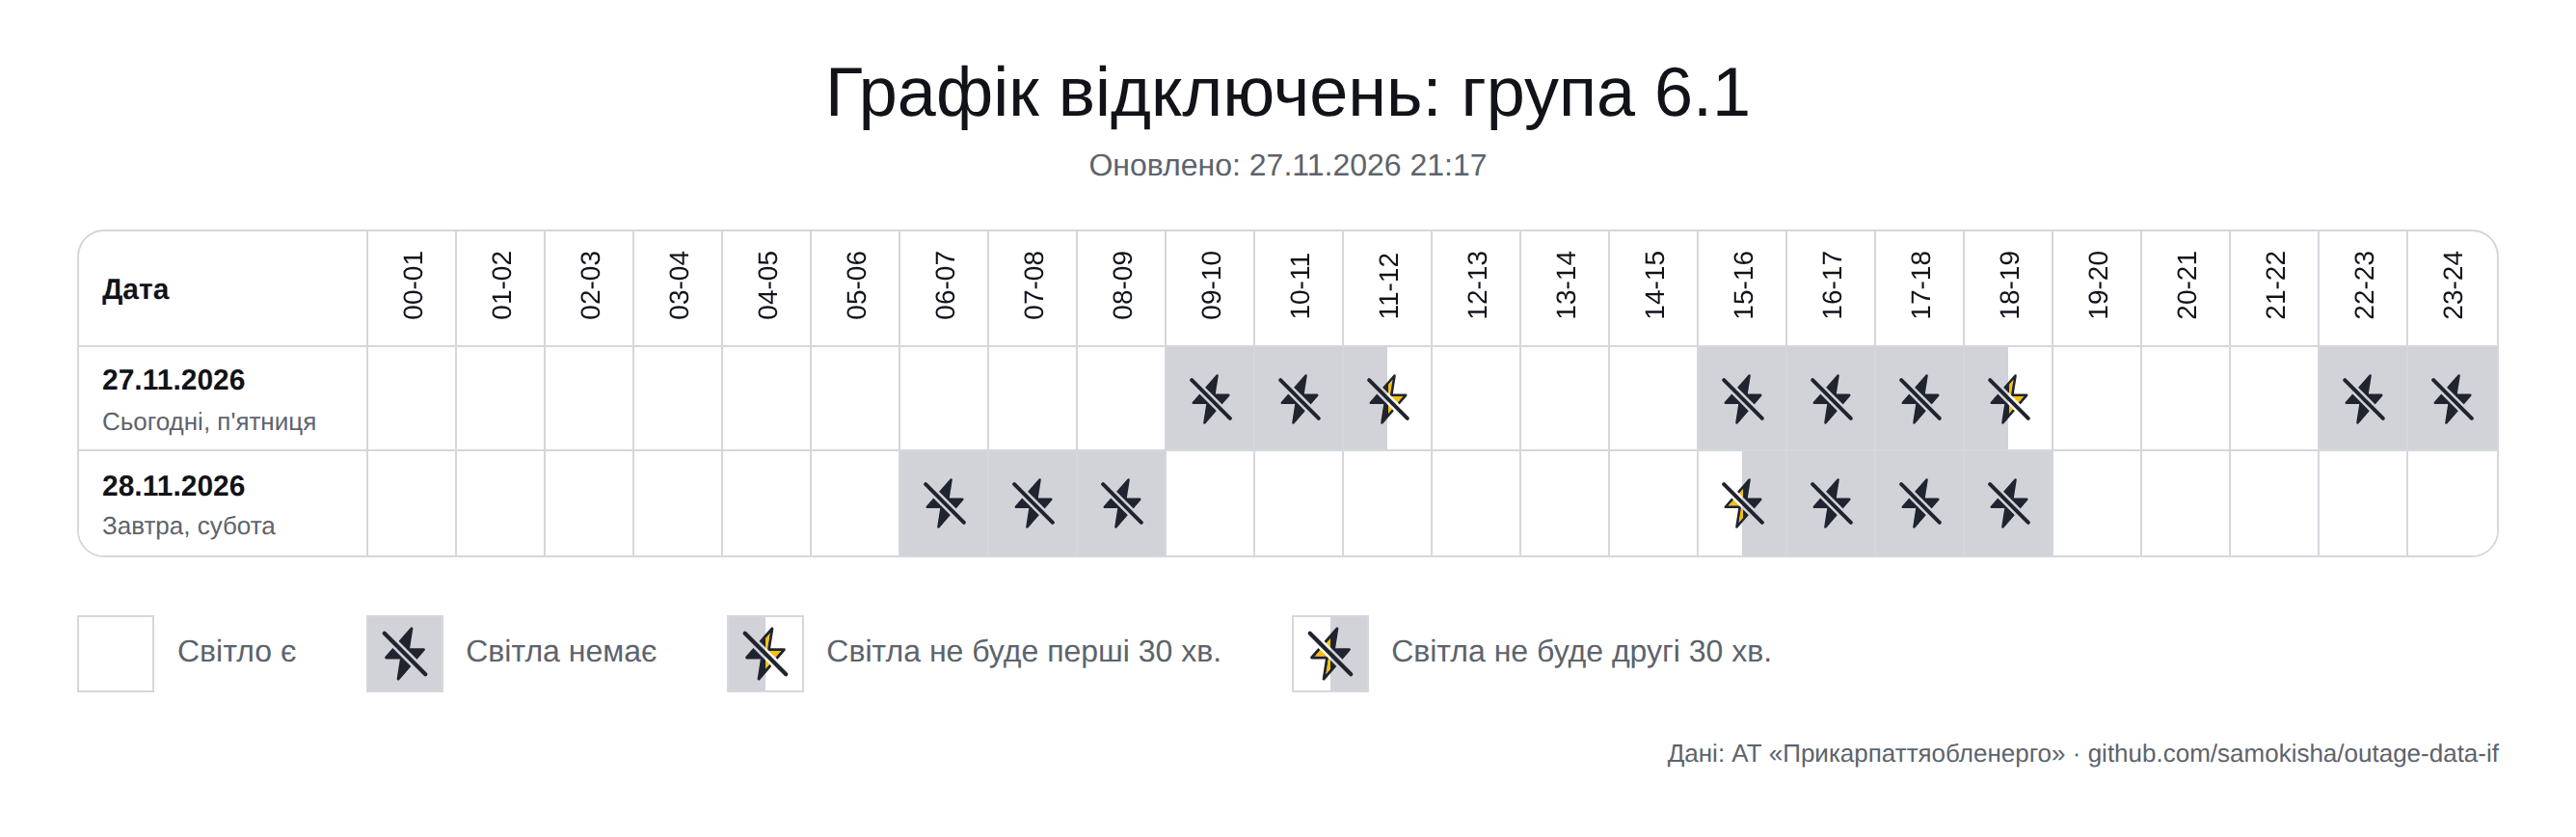 Графік відключень: група 6.1
Оновлено: 27.11.2026 21:17
Дата 00-01 01-02 02-03 03-04 04-05 05-06 06-07 07-08 08-09 09-10 10-11 11-12 12-13 13-14 14-15 15-16 16-17 17-18 18-19 19-20 20-21 21-22 22-23 23-24
27.11.2026
Сьогодні, п'ятниця
28.11.2026
Завтра, субота
Світло є Світла немає Світла не буде перші 30 хв. Світла не буде другі 30 хв.
Дані: АТ «Прикарпаттяобленерго» · github.com/samokisha/outage-data-if